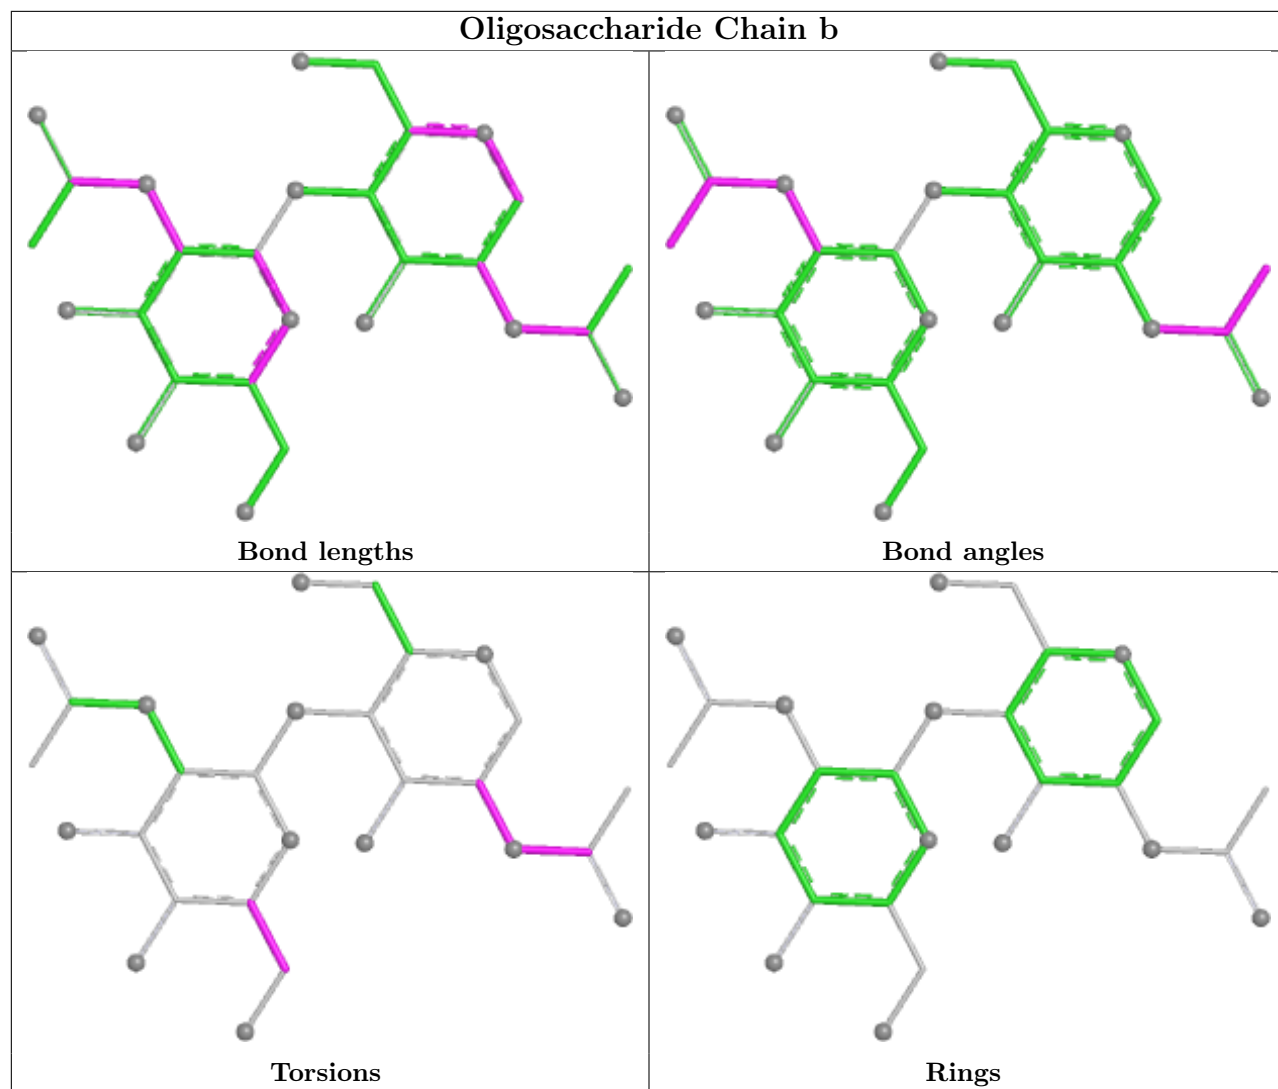 Oligosaccharide Chain b
Bond lengths
Bond angles
Torsions
Rings